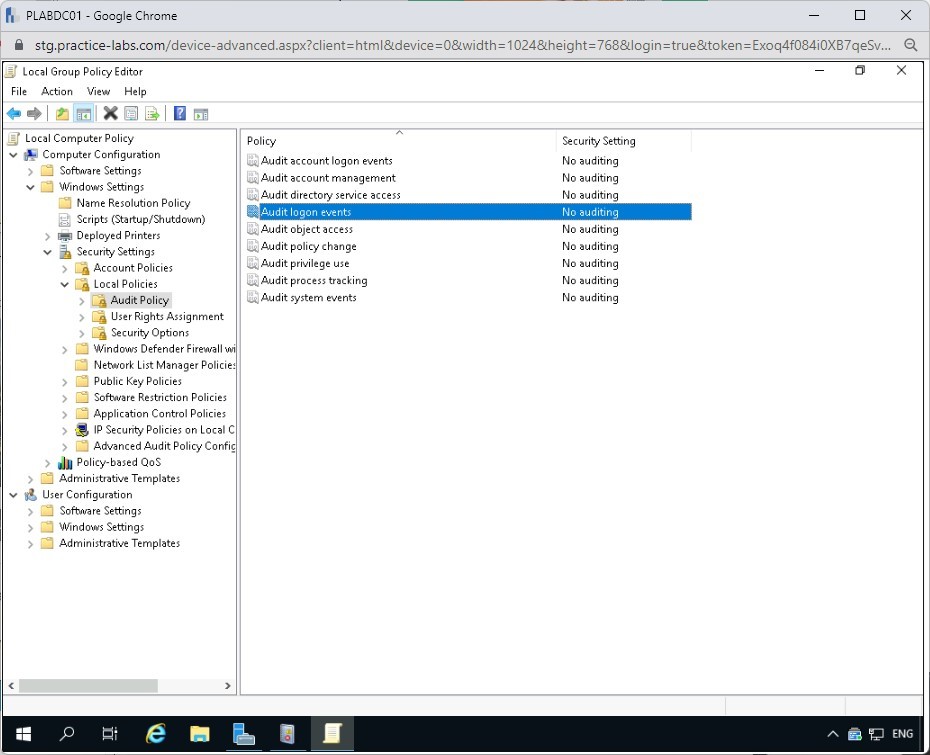 PLABDC01 - Google Chrome
stg.practice-labs.com/device-advanced.aspx?client=html&device=0&width=1024&height=768&login=true&token=Exoq4f084i0XB7qeSv...
Local Group Policy Editor
File Action View Help
Local Computer Policy
Computer Configuration
Software Settings
Windows Settings
Name Resolution Policy
Scripts (Startup/Shutdown)
Deployed Printers
Security Settings
Account Policies
Local Policies
Audit Policy
User Rights Assignment
Security Options
Windows Defender Firewall wi
Network List Manager Policies
Public Key Policies
Software Restriction Policies
Application Control Policies
IP Security Policies on Local C
Advanced Audit Policy Config
Policy-based QoS
Administrative Templates
User Configuration
Software Settings
Windows Settings
Administrative Templates
Policy Security Setting
Audit account logon events No auditing
Audit account management No auditing
Audit directory service access No auditing
Audit logon events No auditing
Audit object access No auditing
Audit policy change No auditing
Audit privilege use No auditing
Audit process tracking No auditing
Audit system events No auditing
ENG